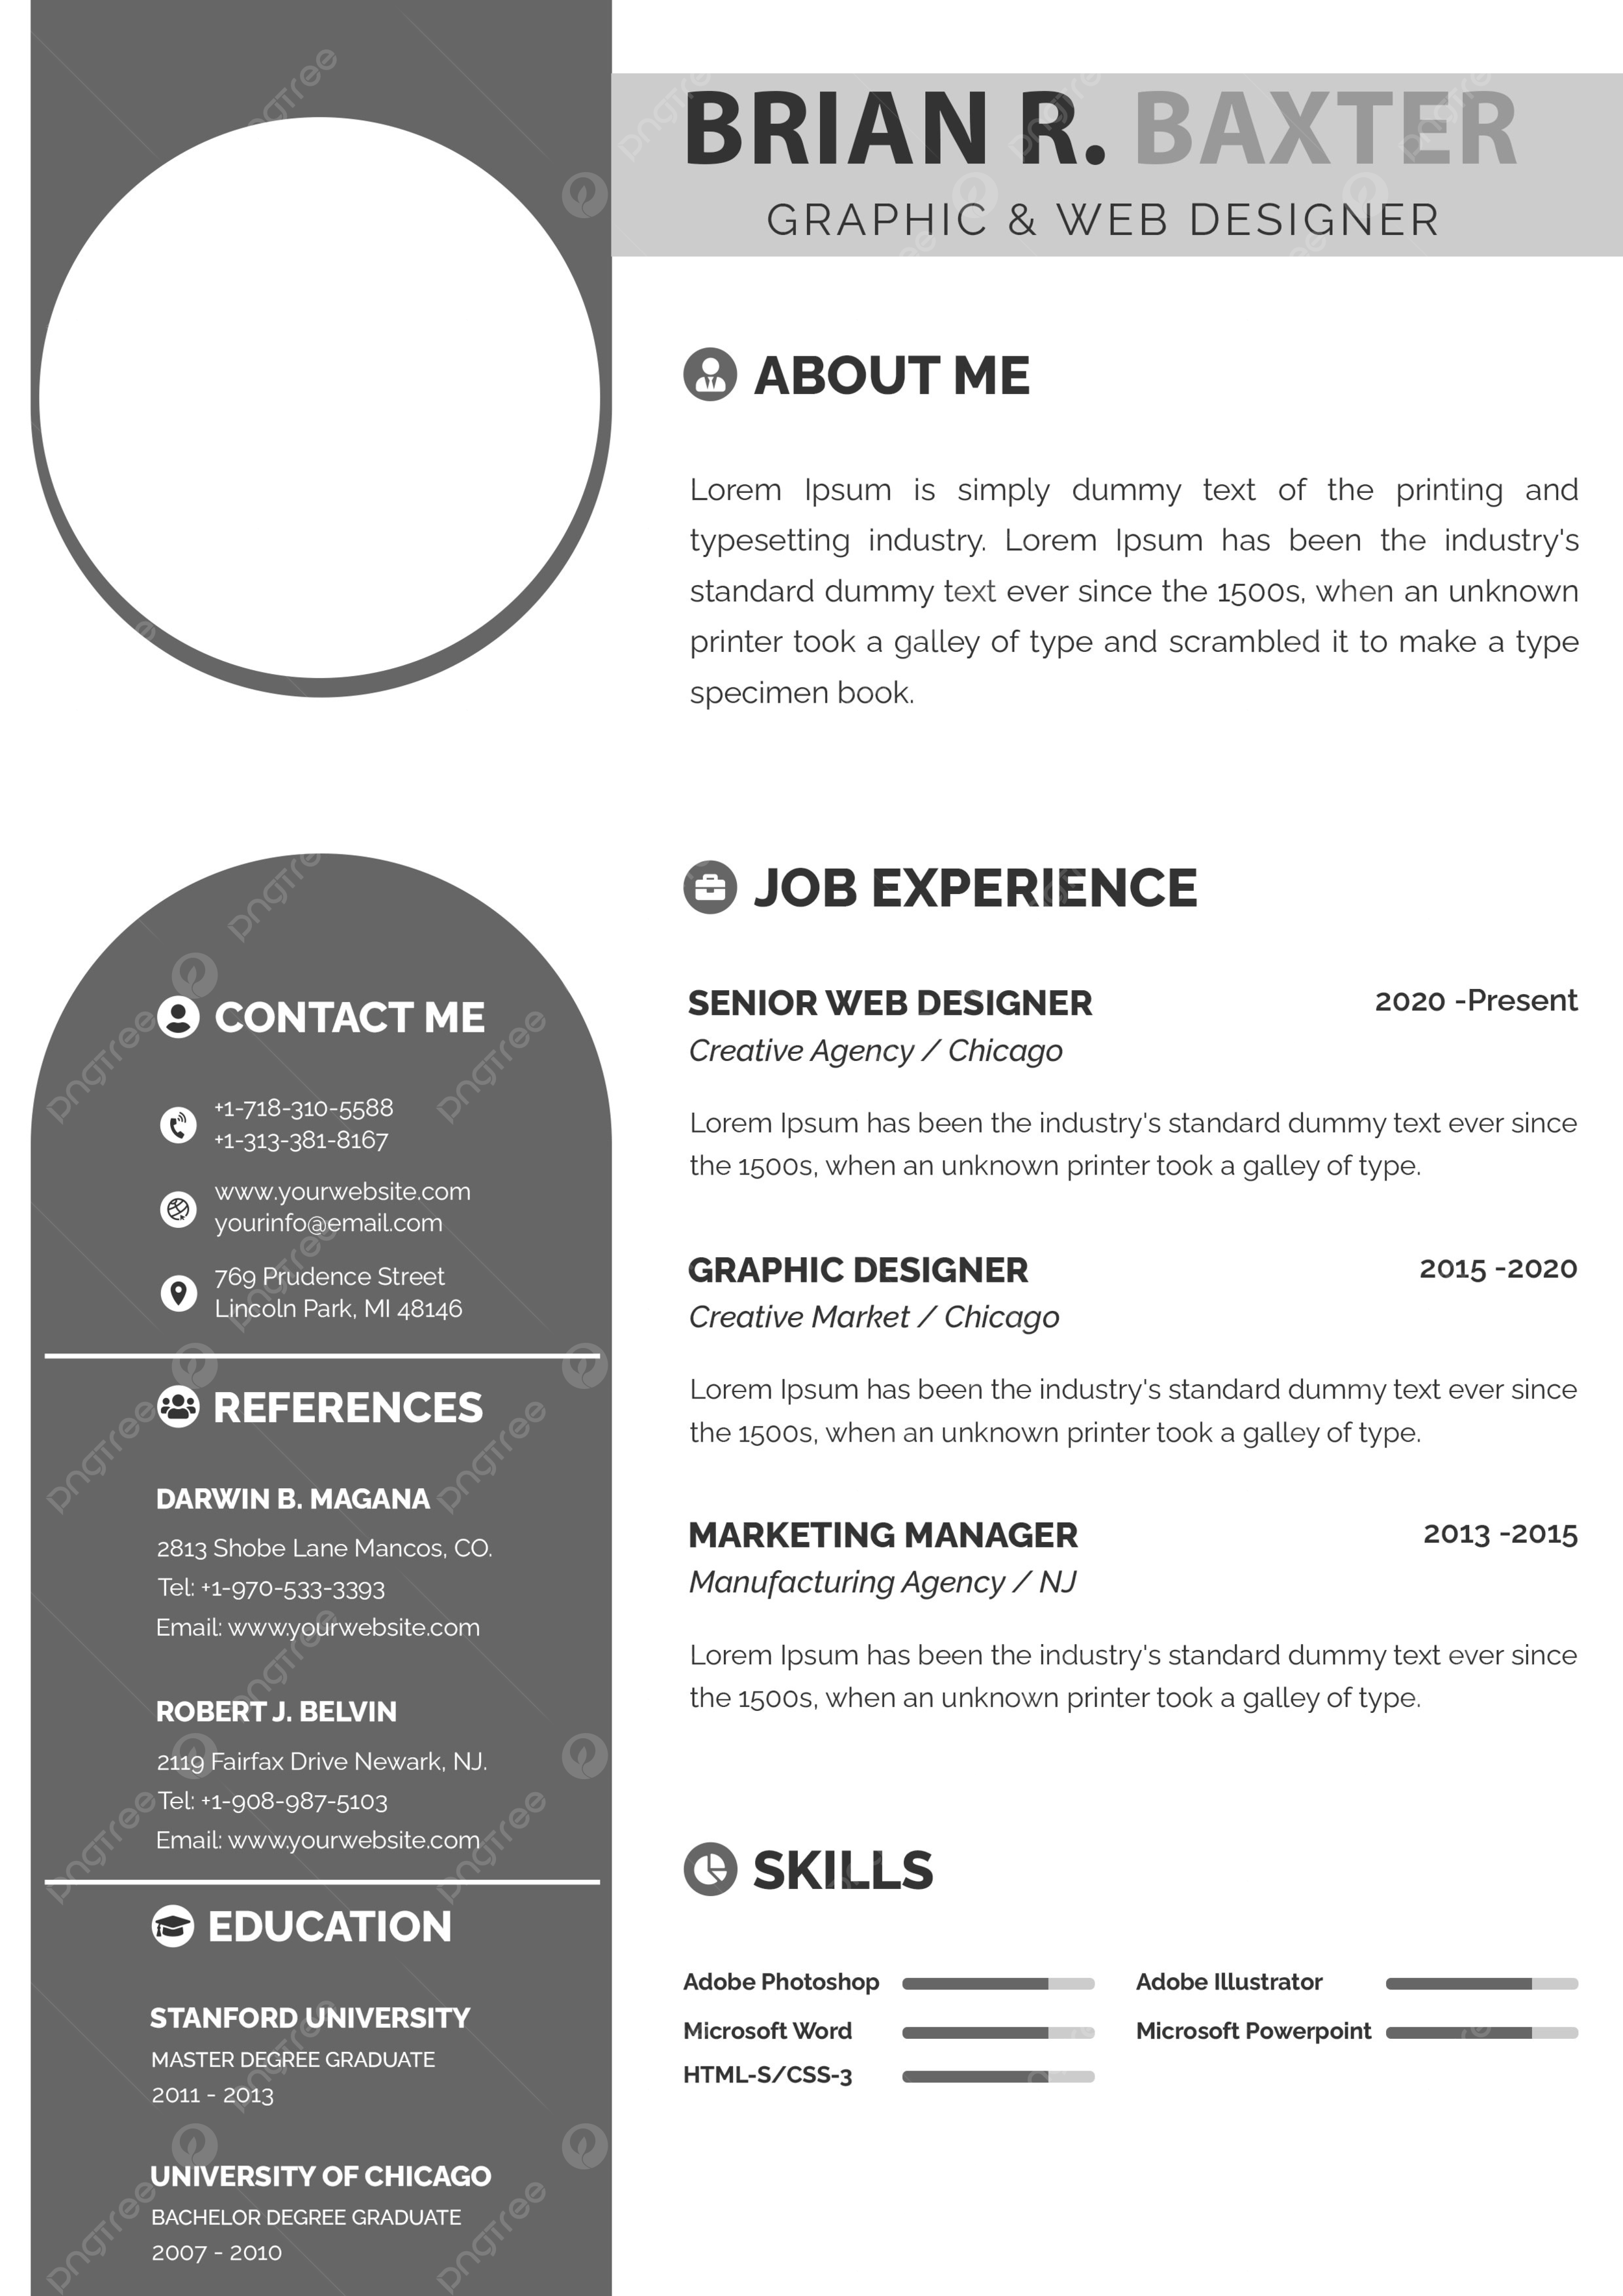 BRIAN R. BAXTER
GRAPHIC & WEB DESIGNER
ABOUT ME
Lorem Ipsum is simply dummy text of the printing and
typesetting industry. Lorem Ipsum has been the industry's
standard dummy text ever since the 1500s, when an unknown
printer took a galley of type and scrambled it to make a type
specimen book.
CONTACT ME
+1-718-310-5588
+1-313-381-8167
www.yourwebsite.com
yourinfo@email.com
769 Prudence Street
Lincoln Park, MI 48146
REFERENCES
DARWIN B. MAGANA
2813 Shobe Lane Mancos, CO.
Tel: +1-970-533-3393
Email: www.yourwebsite.com
ROBERT J. BELVIN
2119 Fairfax Drive Newark, NJ.
Tel: +1-908-987-5103
Email: www.yourwebsite.com
EDUCATION
STANFORD UNIVERSITY
MASTER DEGREE GRADUATE
2011 - 2013
UNIVERSITY OF CHICAGO
BACHELOR DEGREE GRADUATE
2007 - 2010
JOB EXPERIENCE
SENIOR WEB DESIGNER 2020 -Present
Creative Agency / Chicago
Lorem Ipsum has been the industry's standard dummy text ever since
the 1500s, when an unknown printer took a galley of type.
GRAPHIC DESIGNER 2015 -2020
Creative Market / Chicago
Lorem Ipsum has been the industry's standard dummy text ever since
the 1500s, when an unknown printer took a galley of type.
MARKETING MANAGER 2013 -2015
Manufacturing Agency / NJ
Lorem Ipsum has been the industry's standard dummy text ever since
the 1500s, when an unknown printer took a galley of type.
SKILLS
Adobe Photoshop Adobe Illustrator
Microsoft Word Microsoft Powerpoint
HTML-S/CSS-3
pngtree